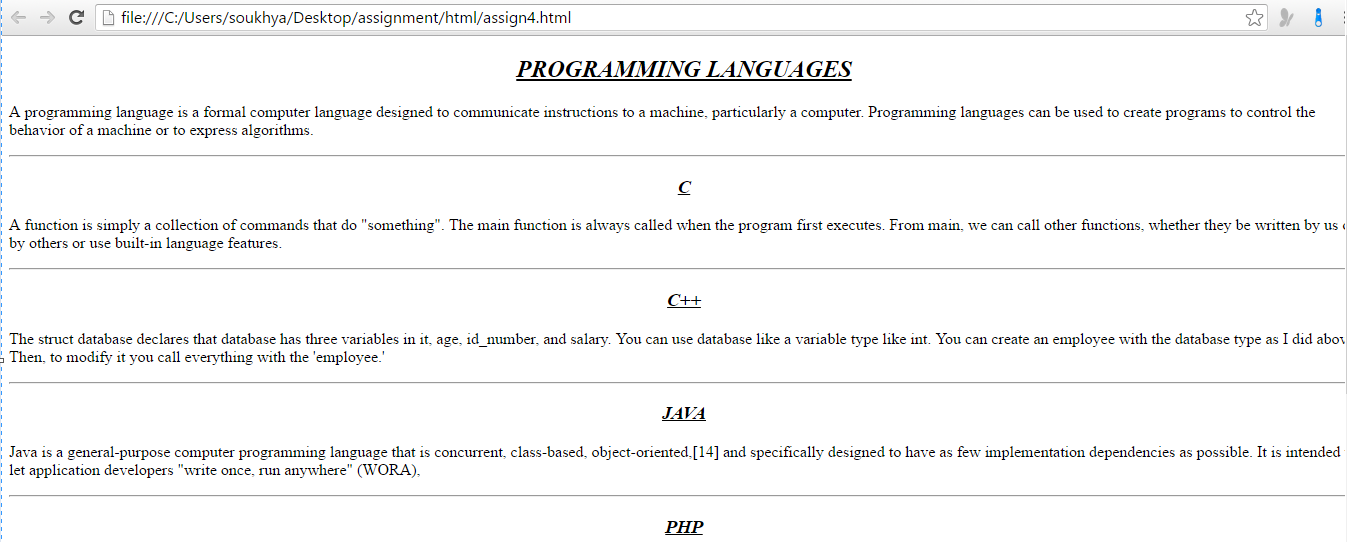 file:///C:/Users/soukhya/Desktop/assignment/html/assign4.html
PROGRAMMING LANGUAGES
A programming language is a formal computer language designed to communicate instructions to a machine, particularly a computer. Programming languages can be used to create programs to control the
behavior of a machine or to express algorithms.
C
A function is simply a collection of commands that do "something". The main function is always called when the program first executes. From main, we can call other functions, whether they be written by us
by others or use built-in language features.
C++
The struct database declares that database has three variables in it, age, id_number, and salary. You can use database like a variable type like int. You can create an employee with the database type as I did
Then, to modify it you call everything with the 'employee.'
JAVA
Java is a general-purpose computer programming language that is concurrent, class-based, object-oriented,[14] and specifically designed to have as few implementation dependencies as possible. It is intended
let application developers "write once, run anywhere" (WORA),
PHP